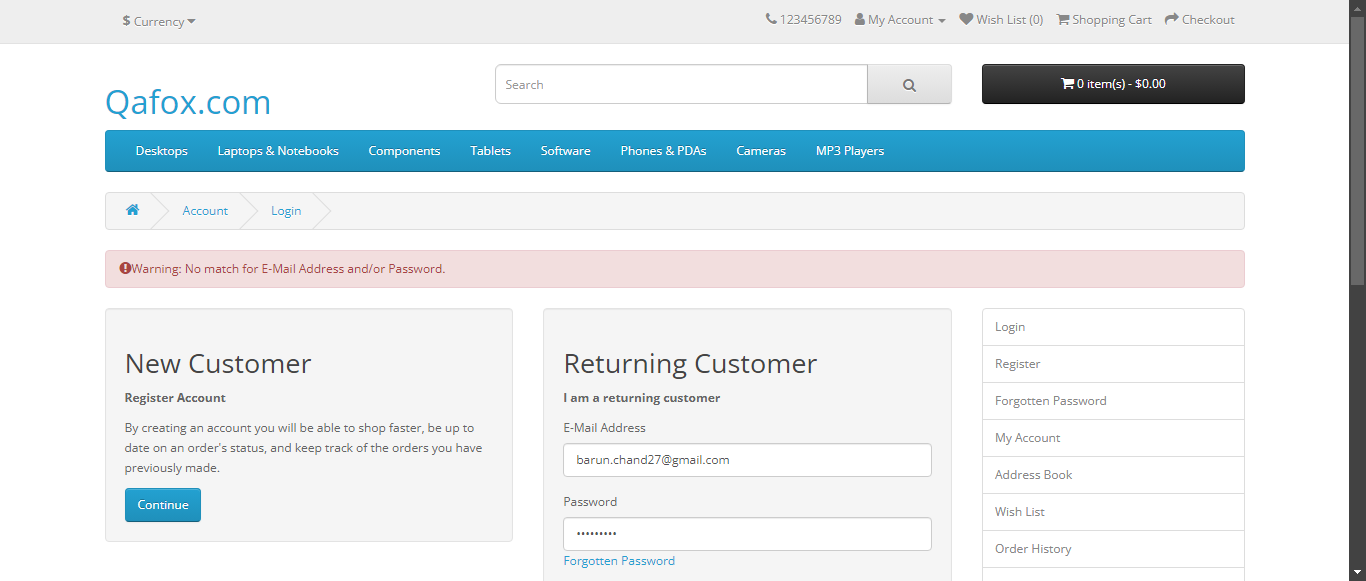 $ Currency
123456789 My Account Wish List (0) Shopping Cart Checkout
Qafox.com
Search
0 item(s) - $0.00
Desktops Laptops & Notebooks Components Tablets Software Phones & PDAs Cameras MP3 Players
Account Login
Warning: No match for E-Mail Address and/or Password.
New Customer
Register Account
By creating an account you will be able to shop faster, be up to
date on an order's status, and keep track of the orders you have
previously made.
Continue
Returning Customer
I am a returning customer
E-Mail Address
barun.chand27@gmail.com
Password
•••••••••
Forgotten Password
Login
Register
Forgotten Password
My Account
Address Book
Wish List
Order History